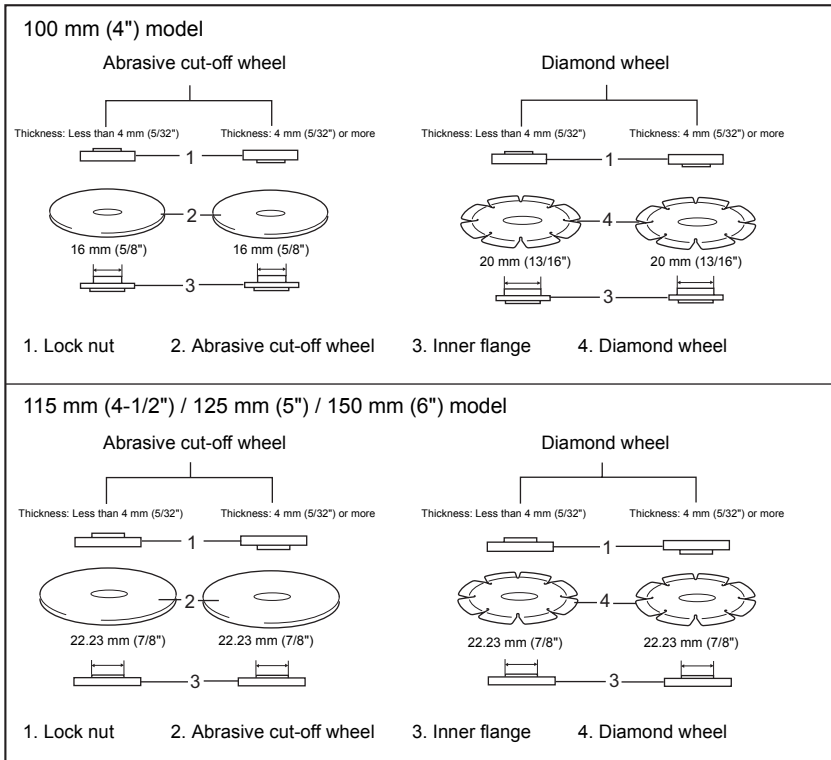 100 mm (4") model
Abrasive cut-off wheel
Diamond wheel
Thickness: Less than 4 mm (5/32")
Thickness: 4 mm (5/32") or more
Thickness: Less than 4 mm (5/32")
Thickness: 4 mm (5/32") or more
1
1
2
4
16 mm (5/8")
16 mm (5/8")
20 mm (13/16")
20 mm (13/16")
3
3
1. Lock nut 2. Abrasive cut-off wheel 3. Inner flange 4. Diamond wheel
115 mm (4-1/2") / 125 mm (5") / 150 mm (6") model
Abrasive cut-off wheel
Diamond wheel
Thickness: Less than 4 mm (5/32")
Thickness: 4 mm (5/32") or more
Thickness: Less than 4 mm (5/32")
Thickness: 4 mm (5/32") or more
1
1
2
4
22.23 mm (7/8")
22.23 mm (7/8")
22.23 mm (7/8")
22.23 mm (7/8")
3
3
1. Lock nut 2. Abrasive cut-off wheel 3. Inner flange 4. Diamond wheel